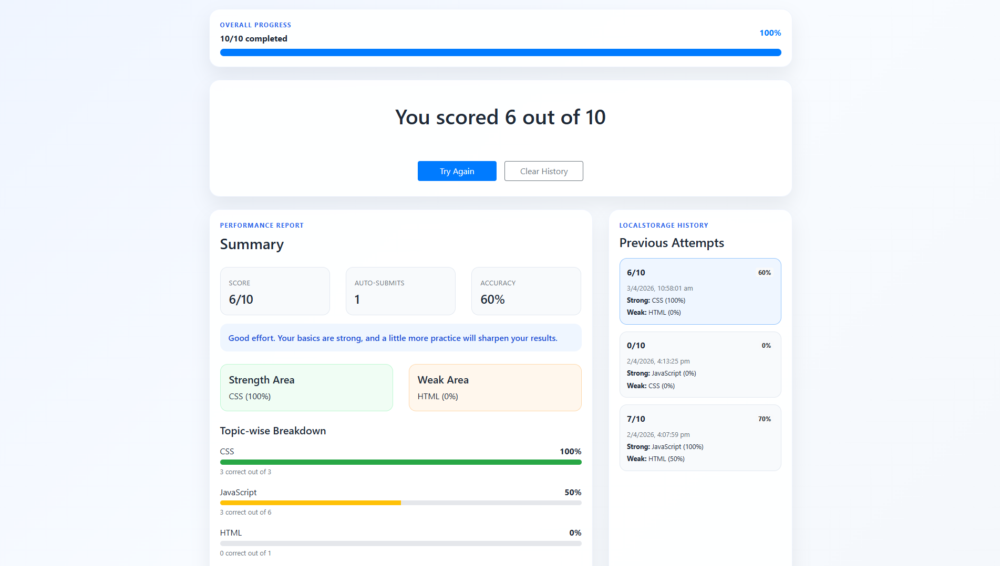 OVERALL PROGRESS
10/10 completed
100%
You scored 6 out of 10
Try Again
Clear History
PERFORMANCE REPORT
Summary
SCORE
6/10
AUTO-SUBMITS
1
ACCURACY
60%
Good effort. Your basics are strong, and a little more practice will sharpen your results.
Strength Area
CSS (100%)
Weak Area
HTML (0%)
Topic-wise Breakdown
CSS
100%
3 correct out of 3
JavaScript
50%
3 correct out of 6
HTML
0%
0 correct out of 1
LOCALSTORAGE HISTORY
Previous Attempts
6/10
60%
3/4/2026, 10:58:01 am
Strong: CSS (100%)
Weak: HTML (0%)
0/10
0%
2/4/2026, 4:13:25 pm
Strong: JavaScript (0%)
Weak: CSS (0%)
7/10
70%
2/4/2026, 4:07:59 pm
Strong: JavaScript (100%)
Weak: HTML (50%)